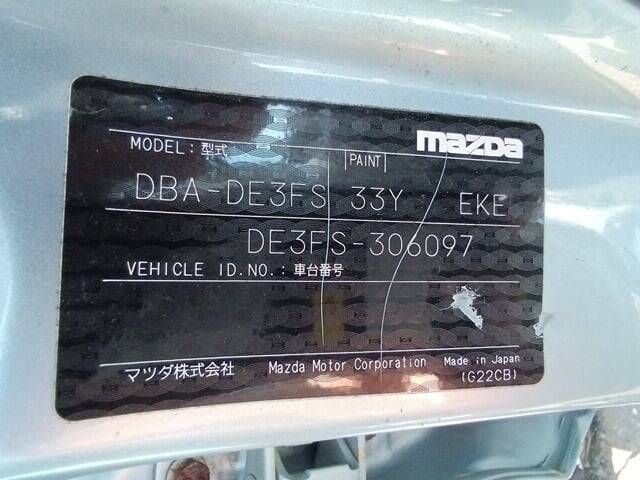 mazda
MODEL:型式 PAINT
DBA-DE3FS 33Y EKE
DE3FS-306097
VEHICLE ID.NO.:車台番号
マツダ株式会社 Mazda Motor Corporation Made in Japan
(G22CB)